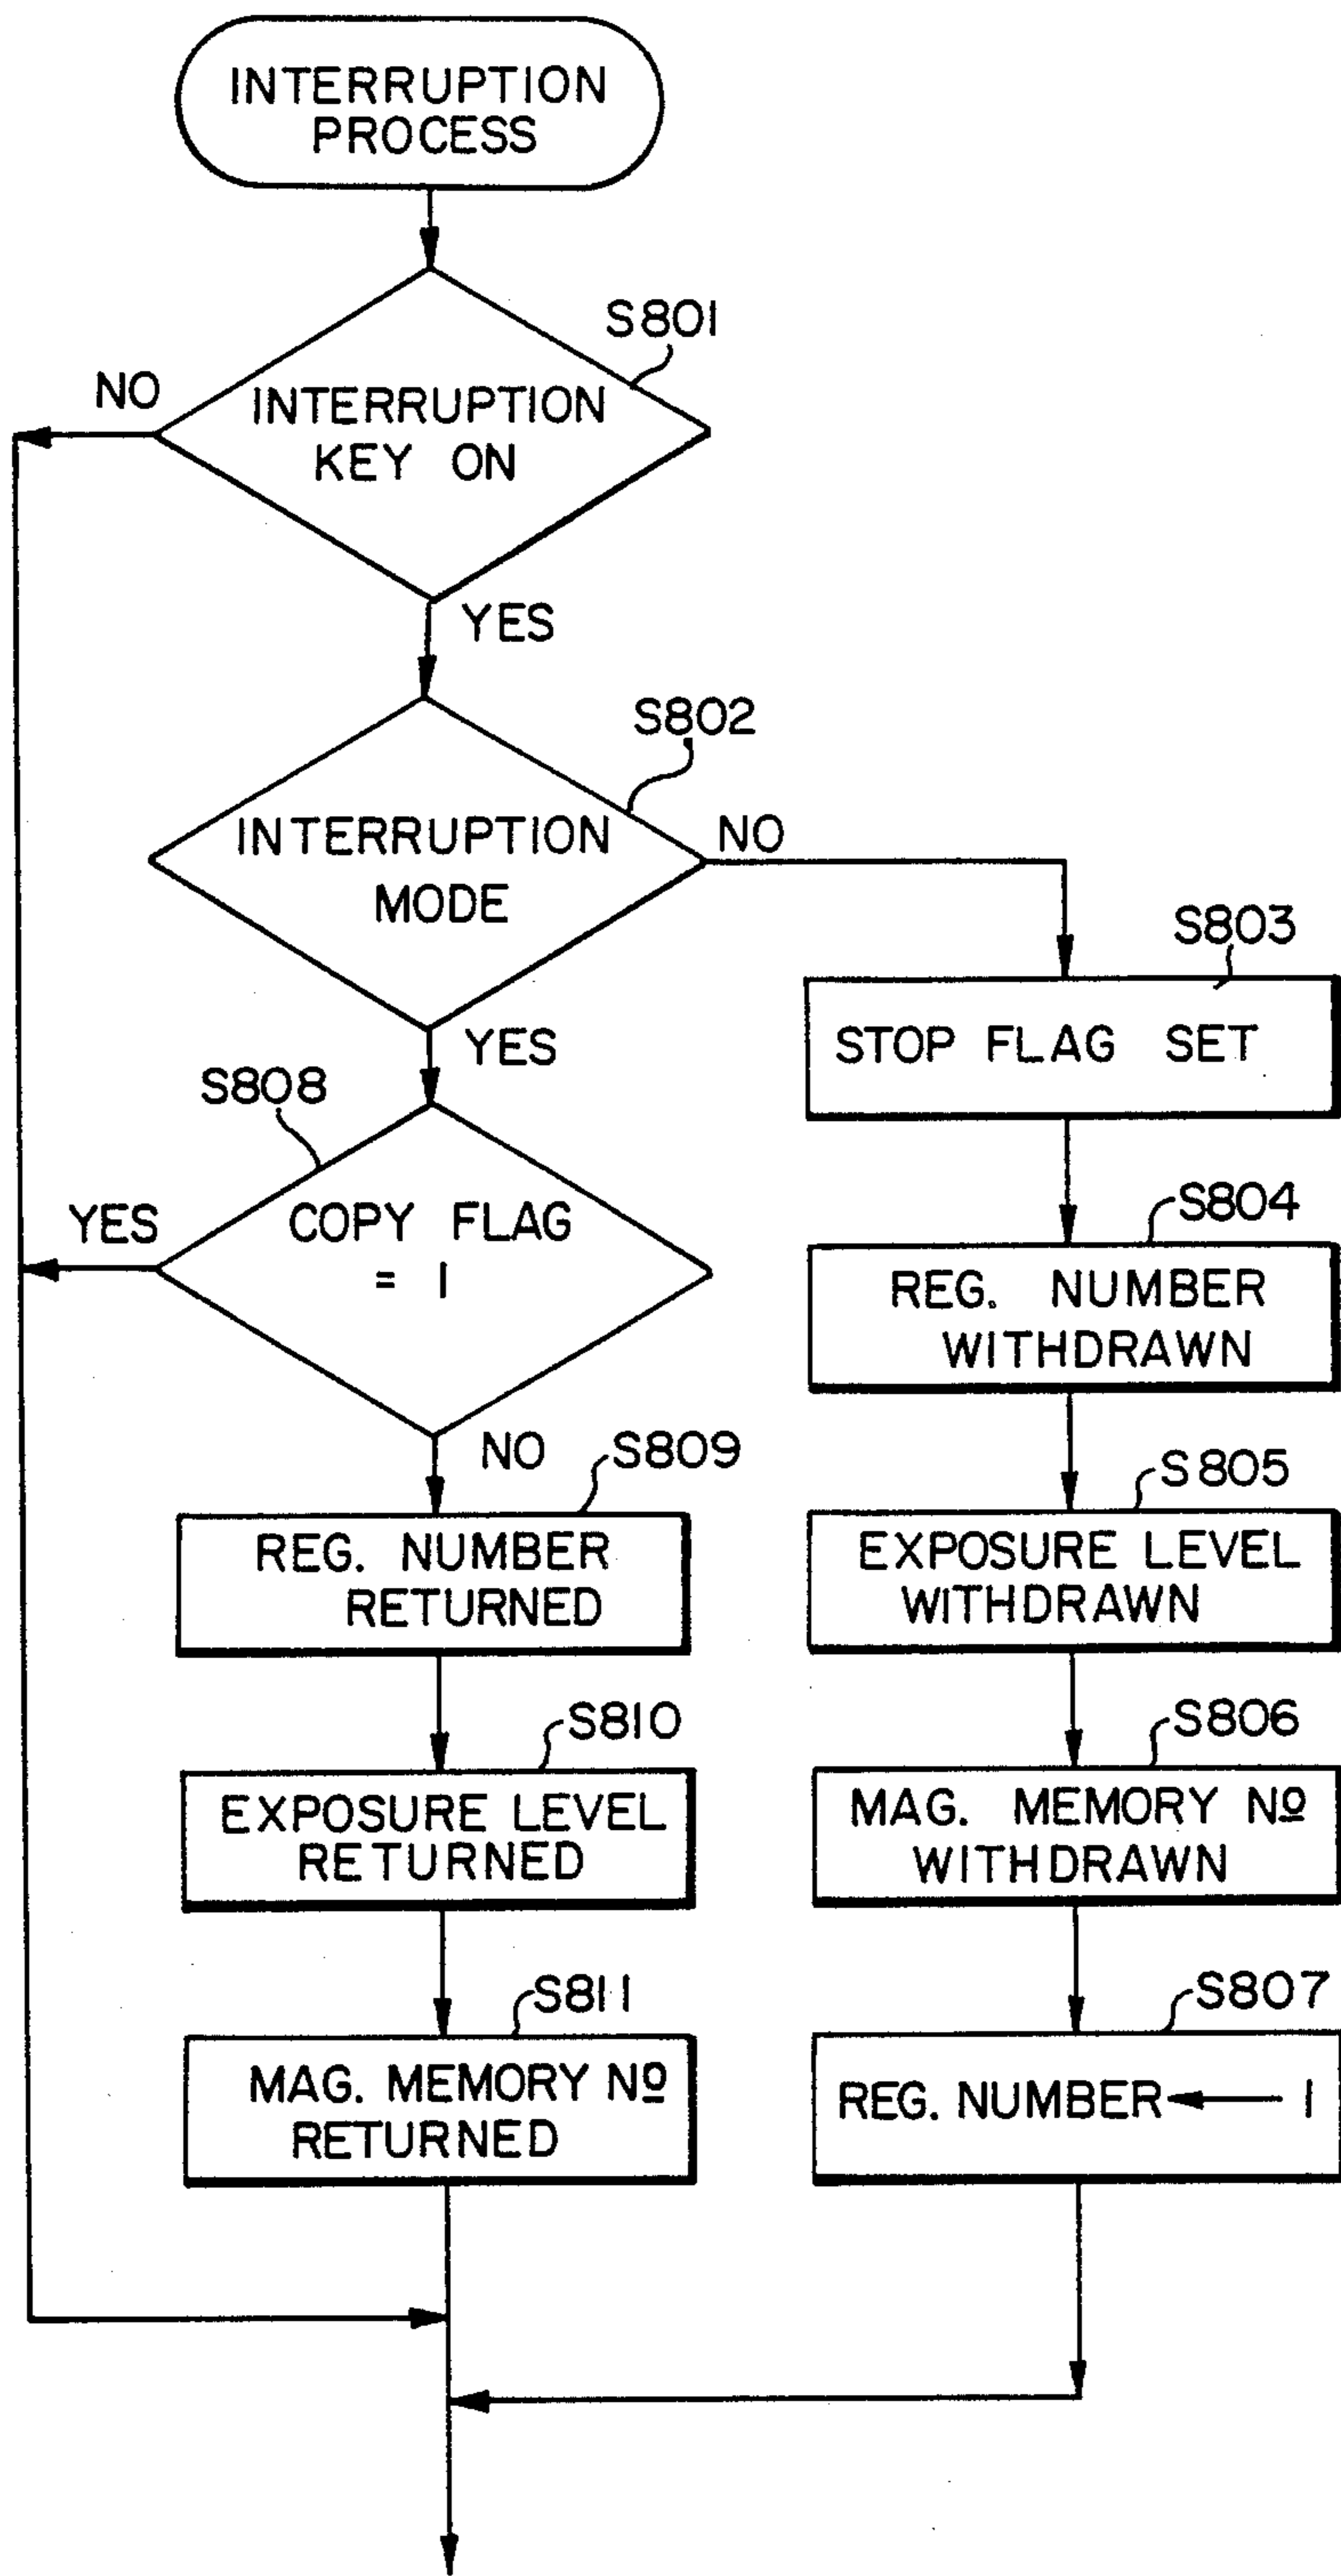 INTERRUPTION
PROCESS
S801
NO
INTERRUPTION
KEY ON
YES
S802
INTERRUPTION
MODE
NO
YES
S803
STOP FLAG SET
S808
YES
COPY FLAG
= 1
NO
S804
REG. NUMBER
WITHDRAWN
S805
EXPOSURE LEVEL
WITHDRAWN
S806
MAG. MEMORY Nº
WITHDRAWN
S807
REG. NUMBER ← 1
S809
REG. NUMBER
RETURNED
S810
EXPOSURE LEVEL
RETURNED
S811
MAG. MEMORY Nº
RETURNED